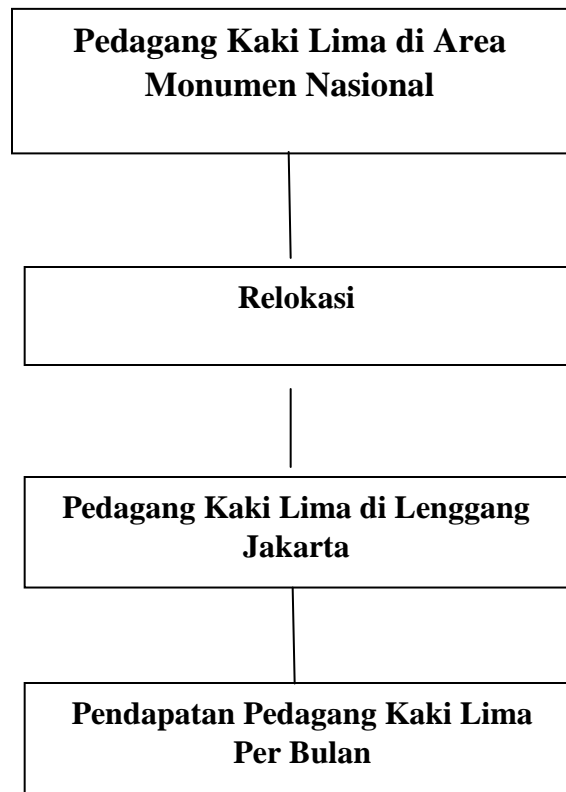 Pedagang Kaki Lima di Area
Monumen Nasional
Relokasi
Pedagang Kaki Lima di Lenggang
Jakarta
Pendapatan Pedagang Kaki Lima
Per Bulan